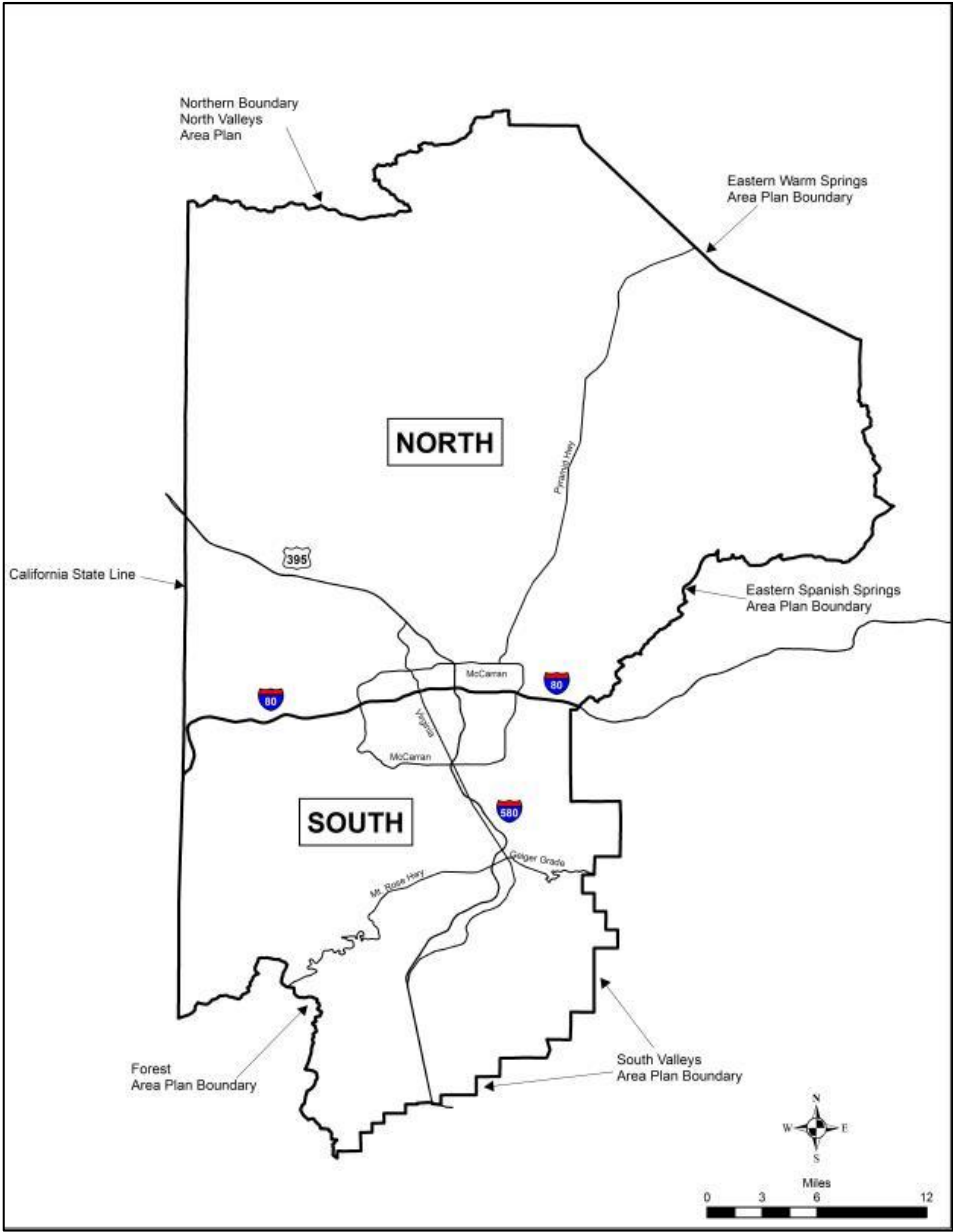 Northern Boundary
North Valleys
Area Plan
Eastern Warm Springs
Area Plan Boundary
NORTH
Pyramid Hwy
395
California State Line
Eastern Spanish Springs
Area Plan Boundary
McCarran
80
80
Virginia
McCarran
580
SOUTH
Geiger Grade
Mt. Rose Hwy
Forest
Area Plan Boundary
South Valleys
Area Plan Boundary
N
W E
S
Miles
0 3 6 12